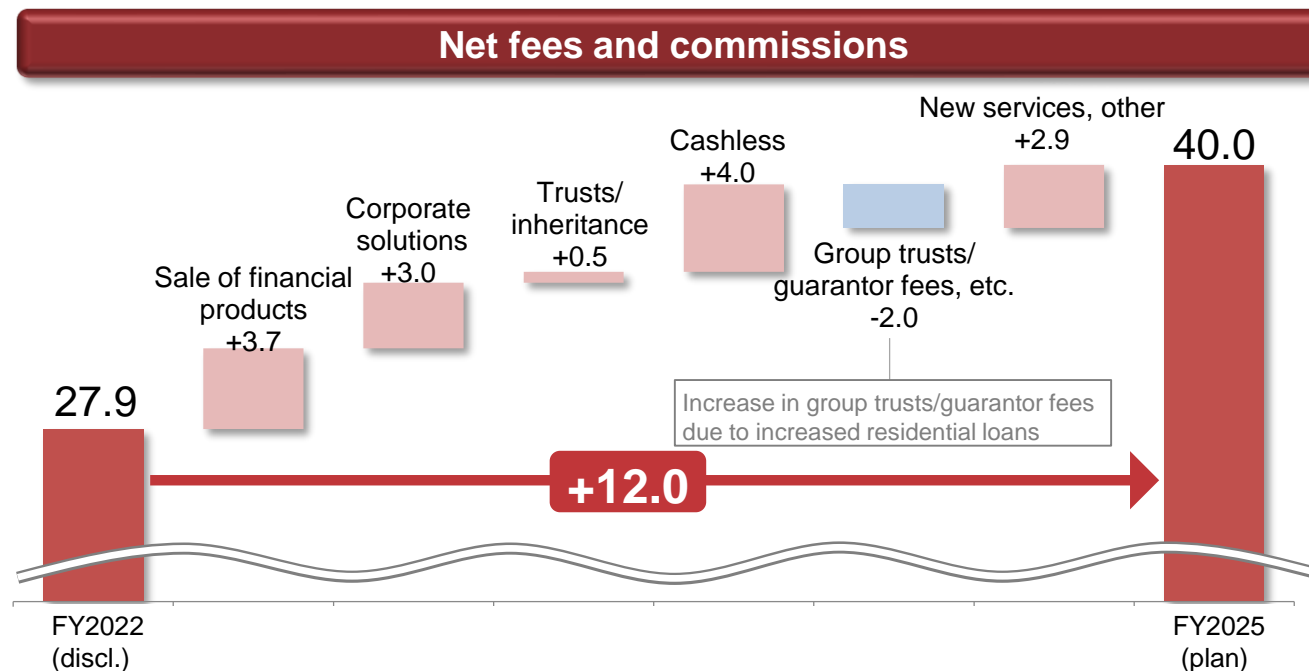 Net fees and commissions
27.9
Sale of financial
products
+3.7
Corporate
solutions
+3.0
Trusts/
inheritance
+0.5
Cashless
+4.0
Group trusts/
guarantor fees, etc.
-2.0
Increase in group trusts/guarantor fees
due to increased residential loans
New services, other
+2.9
40.0
+12.0
FY2022
(discl.)
FY2025
(plan)